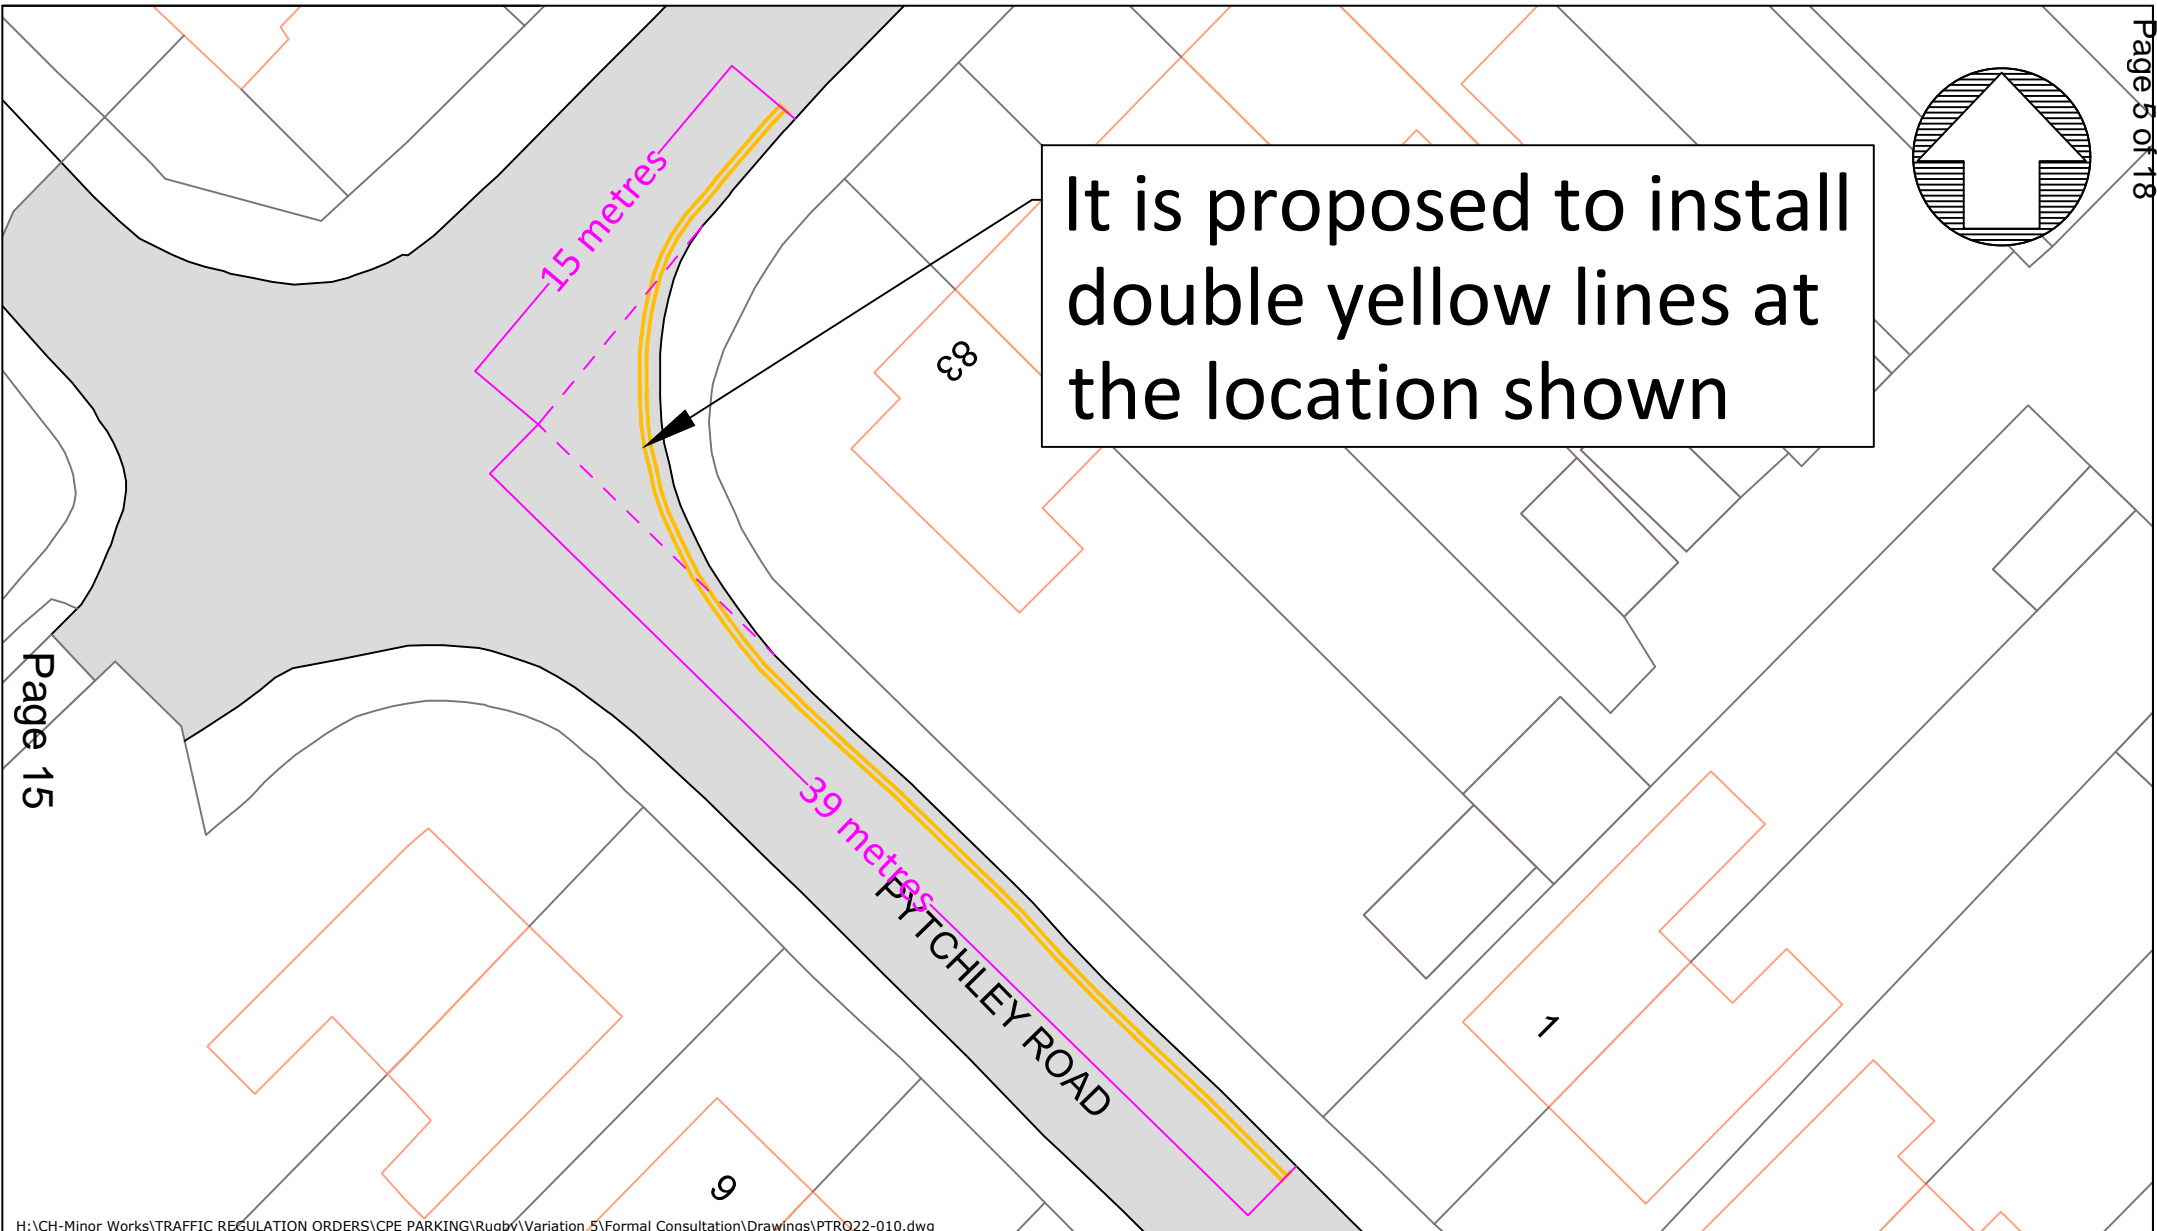 Page 5 of 18
It is proposed to install
double yellow lines at
the location shown
15 metres
83
39 metres
PYTCHLEY ROAD
1
9
Page 15
H:\CH-Minor Works\TRAFFIC REGULATION ORDERS\CPE PARKING\Rugby\Variation 5\Formal Consultation\Drawings\PTRO22-010.dwg